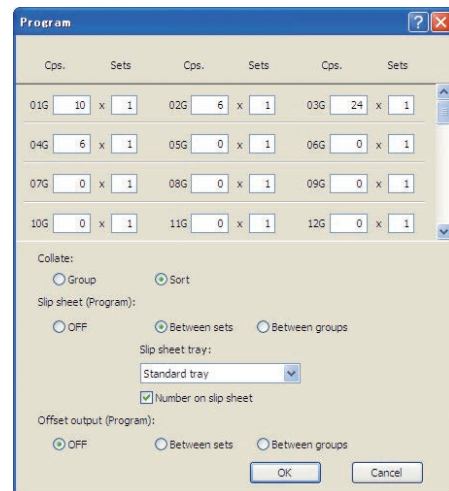 Program
Cps. Sets Cps. Sets Cps. Sets
01G 10 x 1 02G 6 x 1 03G 24 x 1
04G 6 x 1 05G 0 x 1 06G 0 x 1
07G 0 x 1 08G 0 x 1 09G 0 x 1
10G 0 x 1 11G 0 x 1 12G 0 x 1
Collate:
Group Sort
Slip sheet (Program):
OFF Between sets Between groups
Slip sheet tray:
Standard tray
Number on slip sheet
Offset output (Program):
OFF Between sets Between groups
OK Cancel